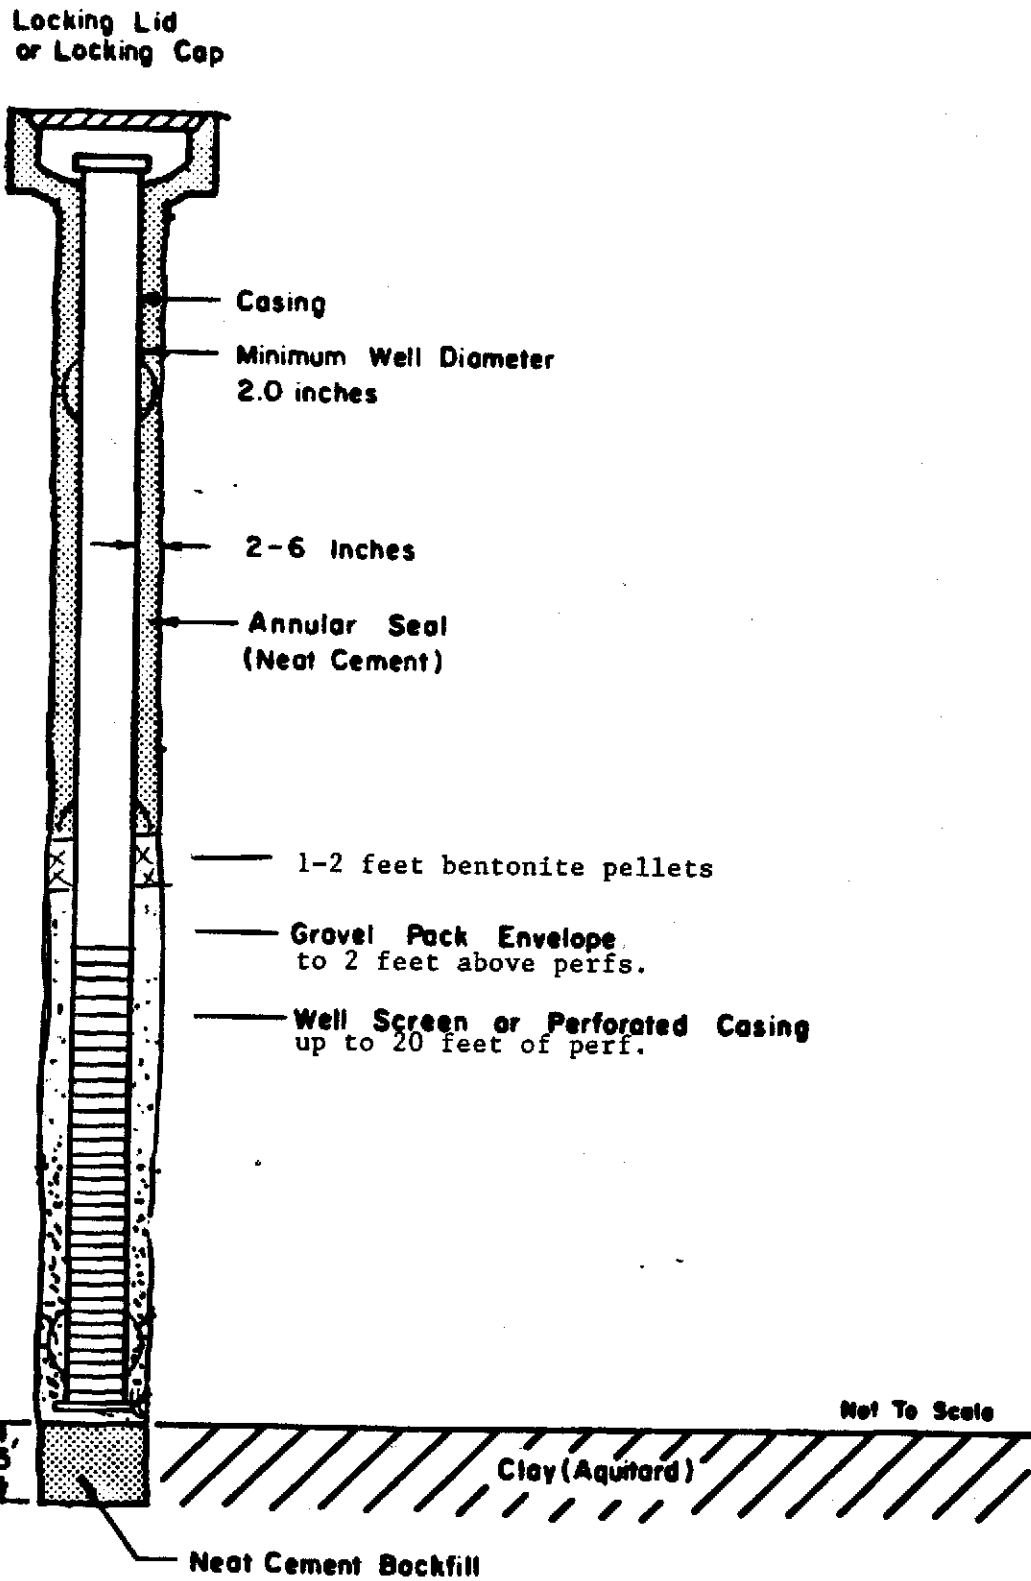 Locking Lid
or Locking Cap
Casing
Minimum Well Diameter
2.0 inches
2-6 Inches
Annular Seal
(Neat Cement)
1-2 feet bentonite pellets
Gravel Pack Envelope
to 2 feet above perfs.
Well Screen or Perforated Casing
up to 20 feet of perf.
Not To Scale
5'
Clay (Aquitard)
Neat Cement Backfill